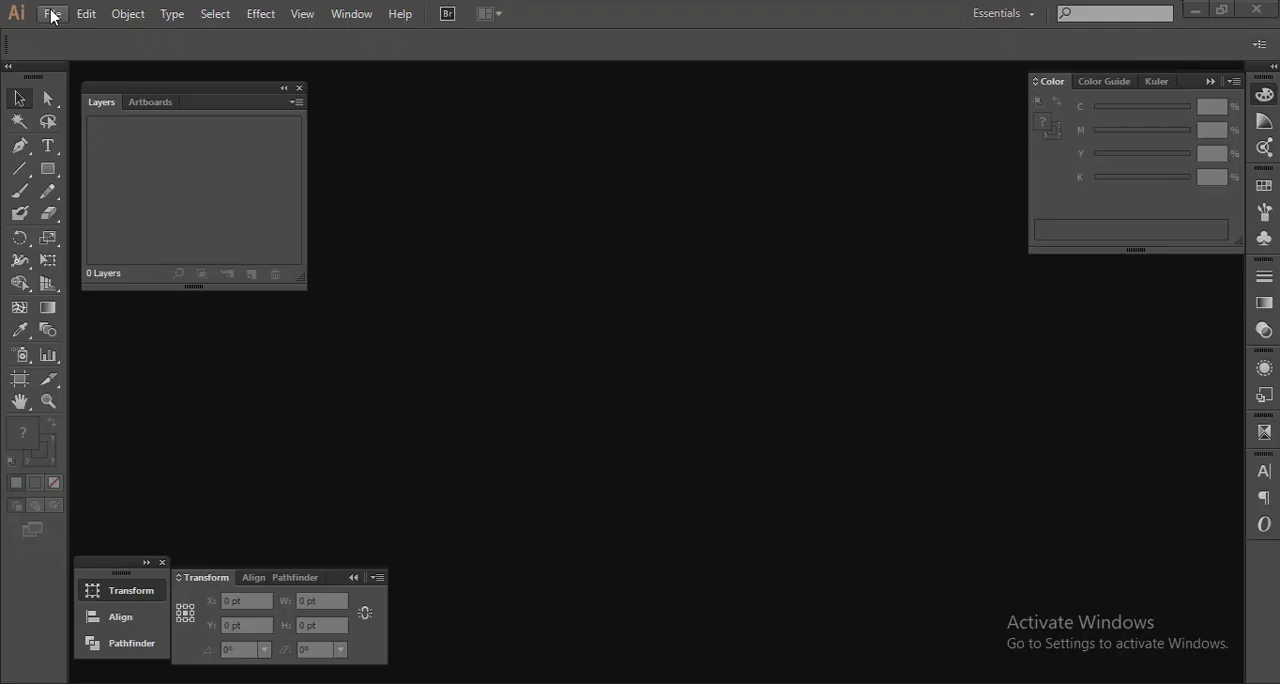 Ai File Edit Object Type Select Effect View Window Help Br Essentials
Layers Artboards
0 Layers
Color Color Guide Kuler
C %
M %
Y %
K %
Transform
Align
Pathfinder
Transform Align Pathfinder
X: 0 pt W: 0 pt
Y: 0 pt H: 0 pt
0° 0°
Activate Windows
Go to Settings to activate Windows.